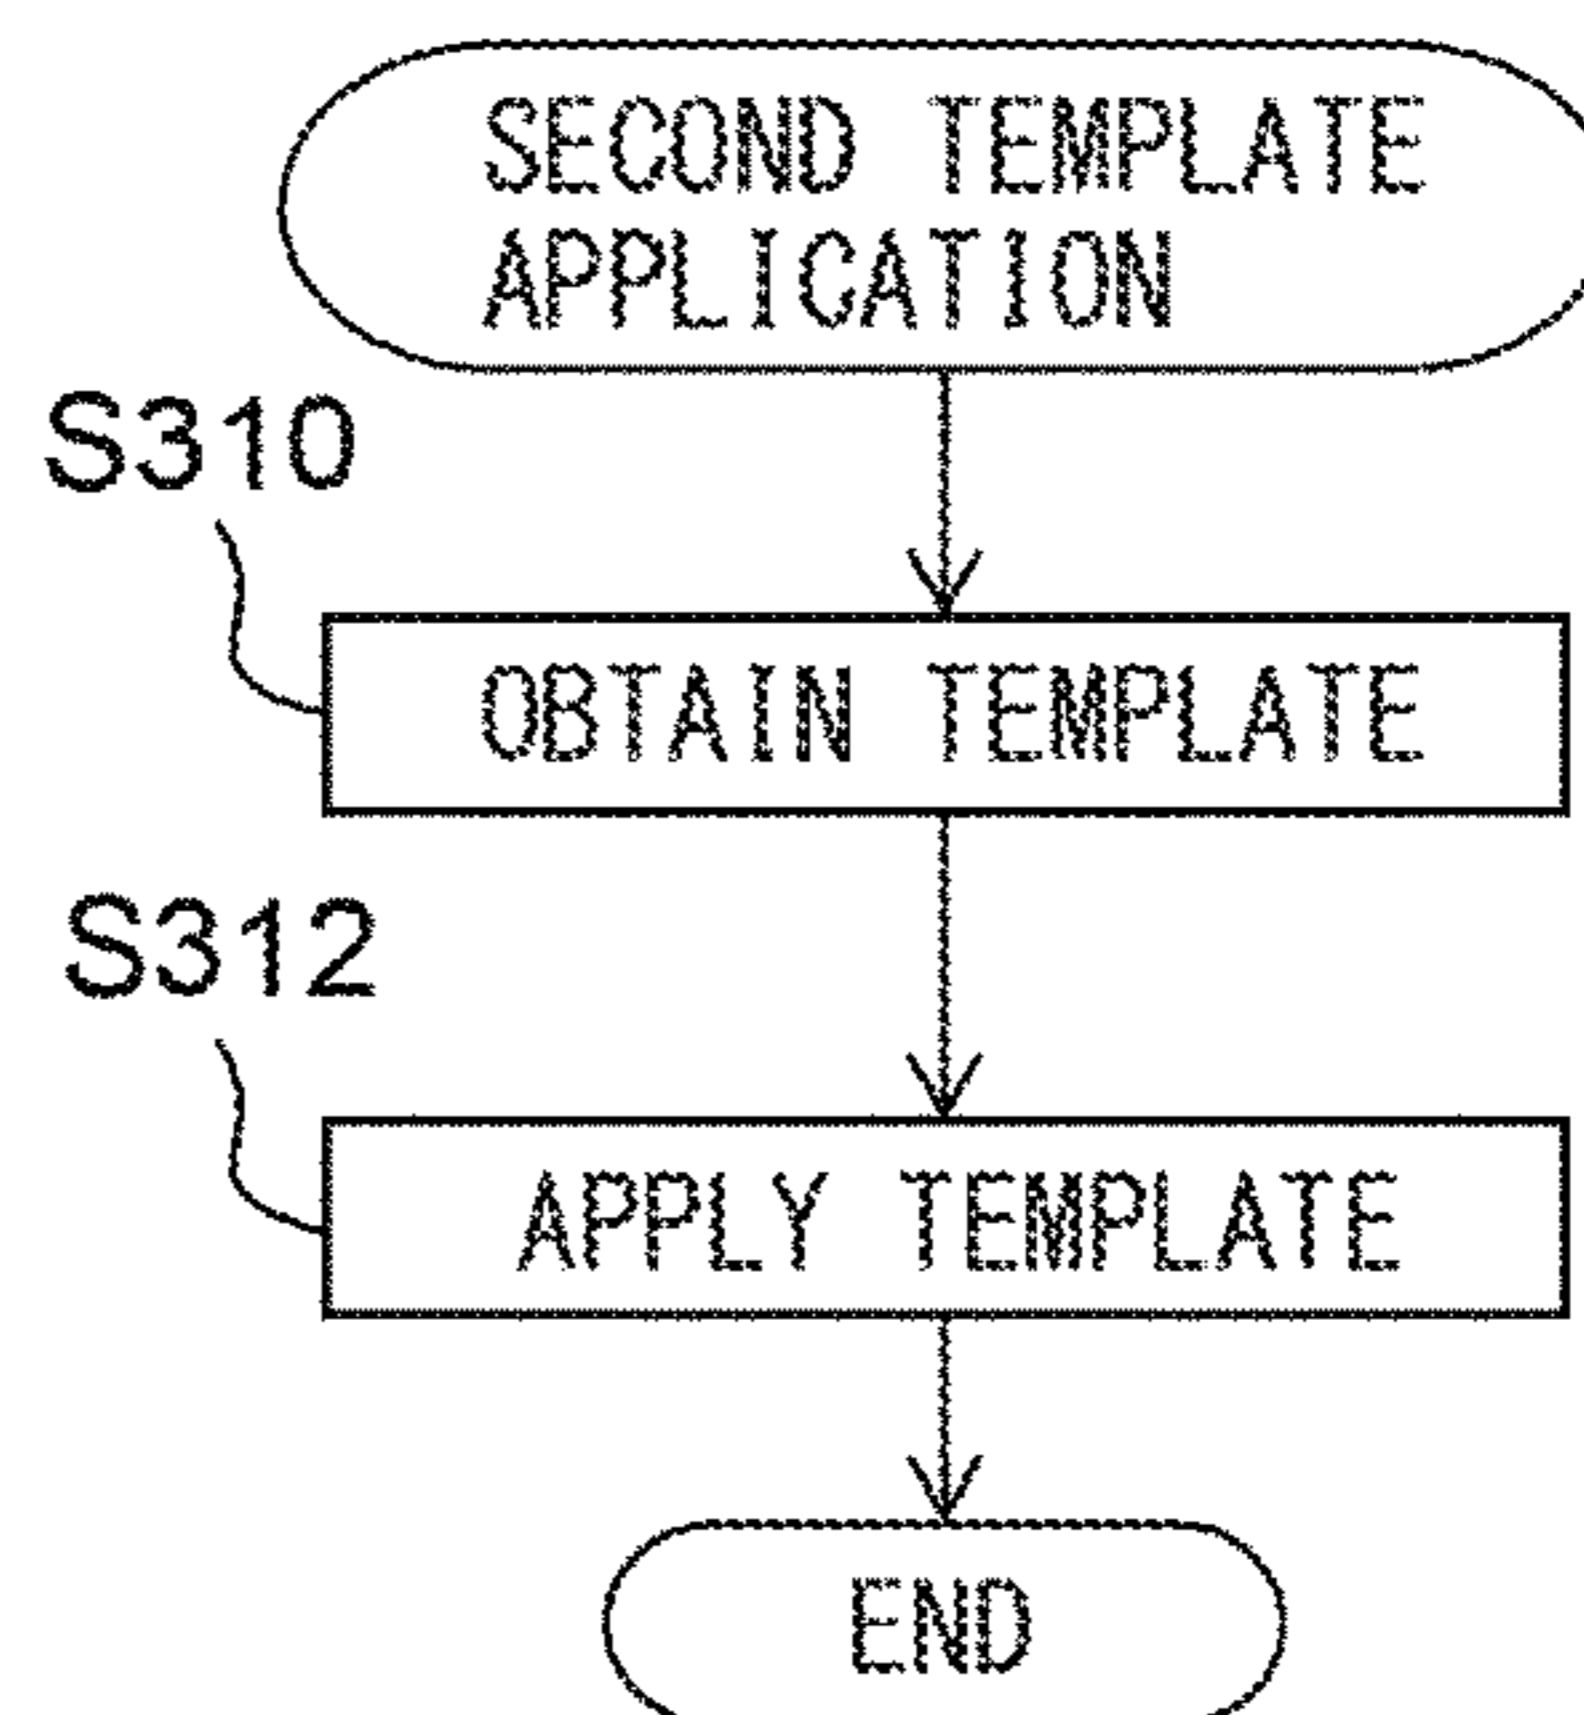 SECOND TEMPLATE
APPLICATION
S310
OBTAIN TEMPLATE
S312
APPLY TEMPLATE
END